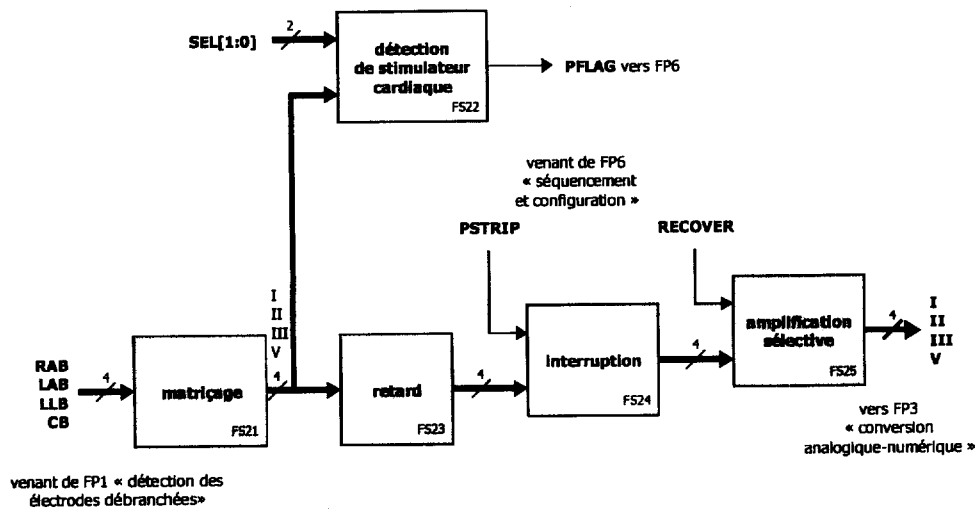 SEL[1:0]
2
détection
de stimulateur
cardiaque
FS22
PFLAG vers FP6
venant de FP6
« séquencement
et configuration »
PSTRIP
RECOVER
I
II
III
V
RAB
LAB
LLB
CB
4
matriçage
FS21
4
retard
FS23
4
interruption
FS24
4
amplification
sélective
FS25
4
I
II
III
V
vers FP3
« conversion
analogique-numérique »
venant de FP1 « détection des
électrodes débranchées»